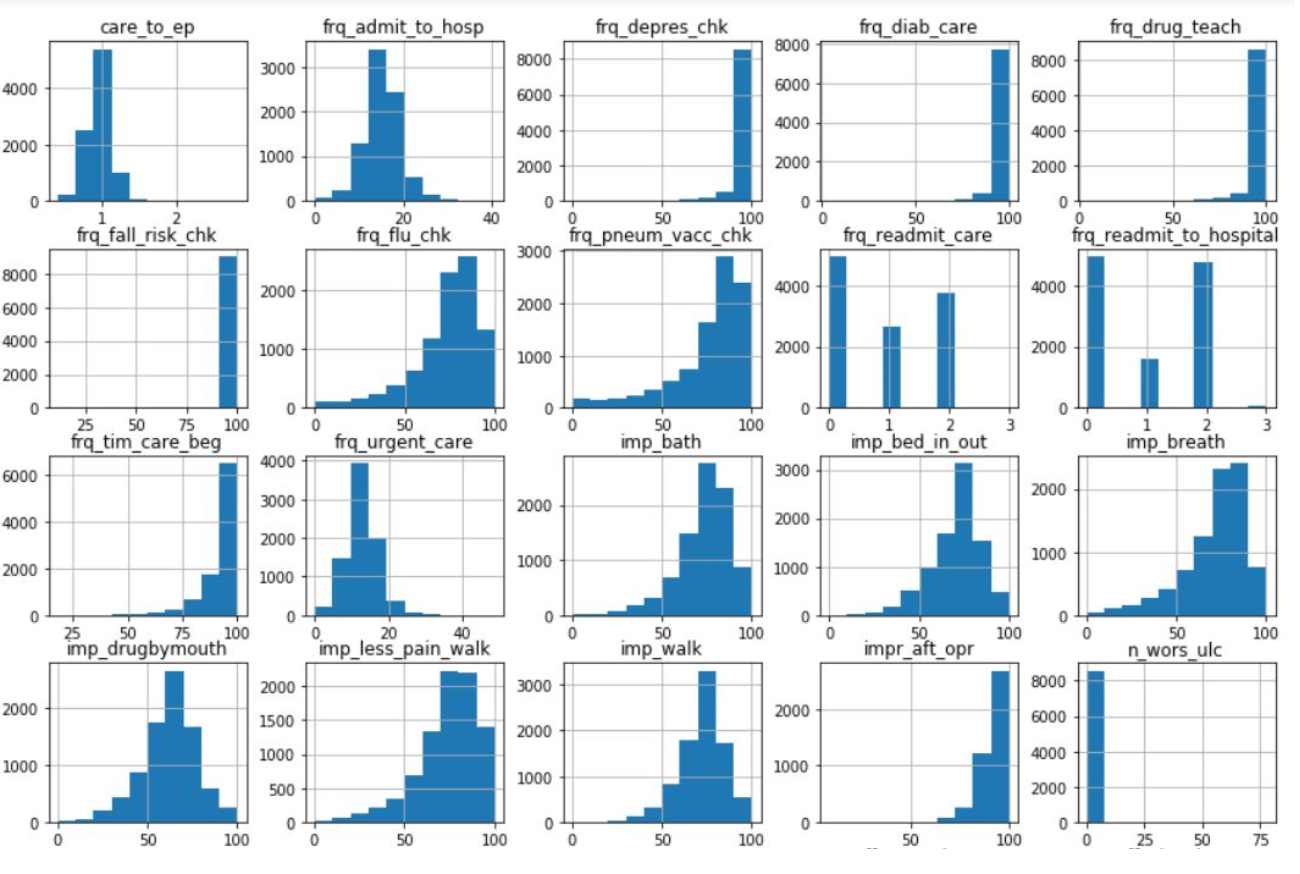 care_to_ep frq_admit_to_hosp frq_depres_chk frq_diab_care frq_drug_teach
4000 2000 0 1 2
3000 2000 1000 0 0 20 40
8000 6000 4000 2000 0 0 50 100
8000 6000 4000 2000 0 0 50 100
8000 6000 4000 2000 0 0 50 100
frq_fall_risk_chk frq_flu_chk frq_pneum_vacc_chk frq_readmit_care frq_readmit_to_hospital
8000 6000 4000 2000 0 25 50 75 100
2000 1000 0 0 50 100
3000 2000 1000 0 0 50 100
4000 2000 0 0 1 2 3
4000 2000 0 0 1 2 3
frq_tim_care_beg frq_urgent_care imp_bath imp_bed_in_out imp_breath
6000 4000 2000 0 25 50 75 100
4000 3000 2000 1000 0 0 20 40
2000 1000 0 0 50 100
3000 2000 1000 0 0 50 100
2000 1000 0 0 50 100
imp_drugbymouth imp_less_pain_walk imp_walk impr_aft_opr n_wors_ulc
2000 1000 0 0 50 100
2000 1500 1000 500 0 0 50 100
3000 2000 1000 0 0 50 100
2000 1000 0 50 100
8000 6000 4000 2000 0 0 25 50 75